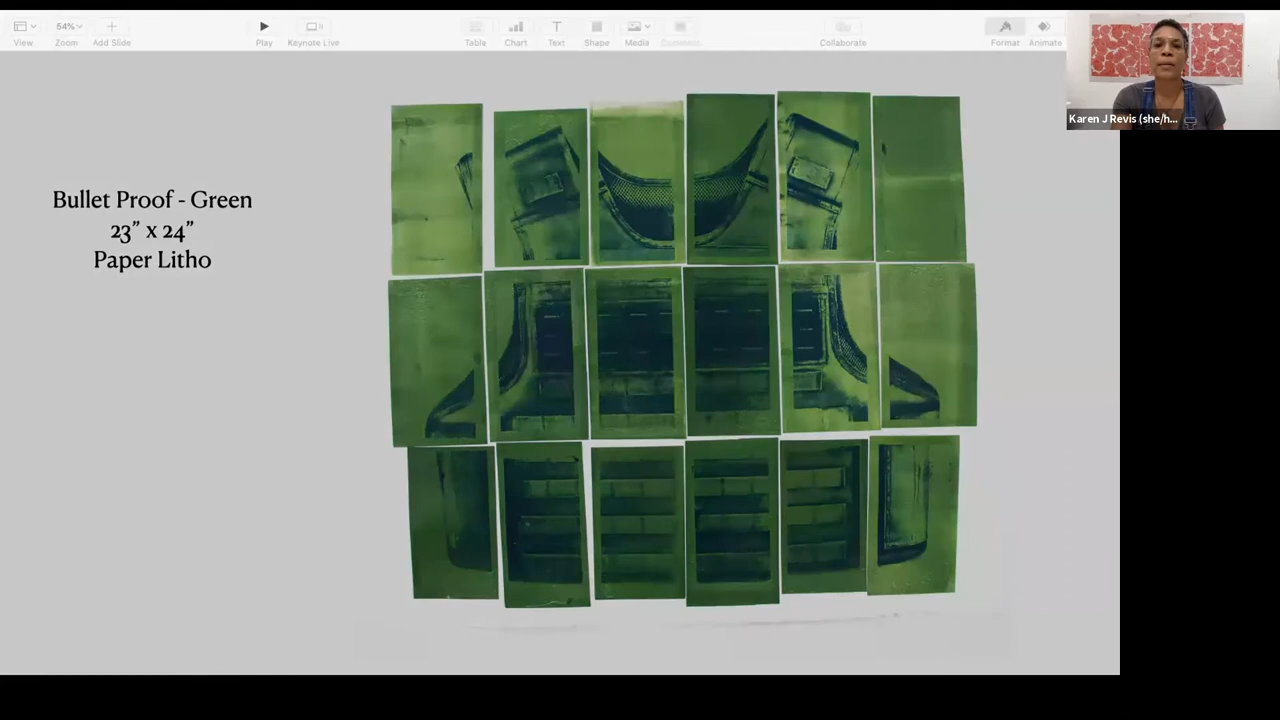 54%
View
Zoom
Add Slide
Play
Keynote Live
Table
Chart
Text
Shape
Media
Collaborate
Format
Animate
Karen J Revis (she/h...
Bullet Proof - Green
23” x 24”
Paper Litho